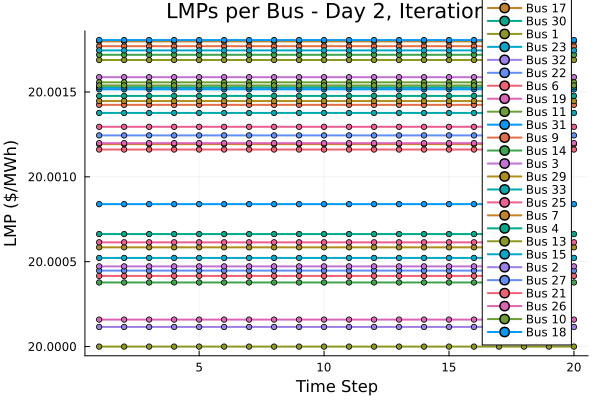 LMPs per Bus - Day 2, Iteration
Bus 17
Bus 30
Bus 1
Bus 23
Bus 32
Bus 22
Bus 6
Bus 19
Bus 11
Bus 31
Bus 9
Bus 14
Bus 3
Bus 29
Bus 33
Bus 25
Bus 7
Bus 4
Bus 13
Bus 15
Bus 2
Bus 27
Bus 21
Bus 26
Bus 10
Bus 18
LMP ($/MWh)
20.0015
20.0010
20.0005
20.0000
5
10
15
20
Time Step